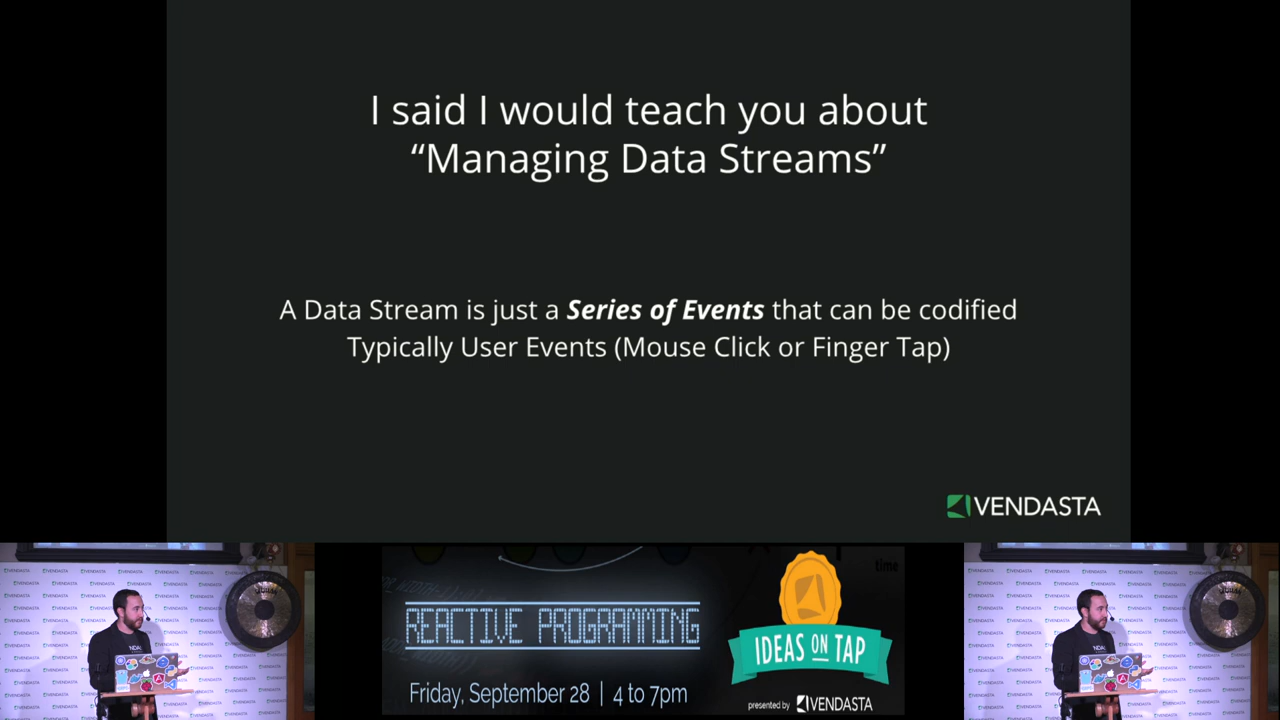 I said I would teach you about
“Managing Data Streams”
A Data Stream is just a Series of Events that can be codified
Typically User Events (Mouse Click or Finger Tap)
VENDASTA
time
REACTIVE PROGRAMMING
Friday, September 28 | 4 to 7pm
IDEAS ON TAP
presented by VENDASTA